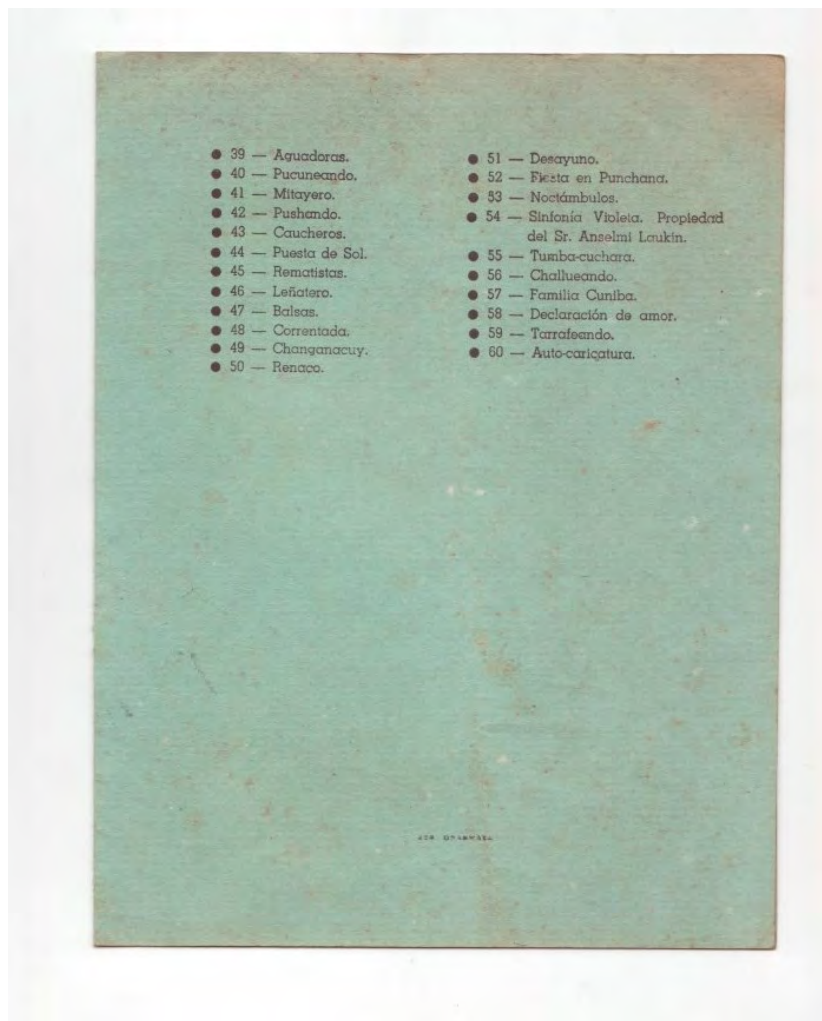 ● 39 — Aguadoras.
● 40 — Pucuneando.
● 41 — Mitayero.
● 42 — Pushando.
● 43 — Caucheros.
● 44 — Puesta de Sol.
● 45 — Rematistas.
● 46 — Leñatero.
● 47 — Balsas.
● 48 — Correntada.
● 49 — Changanacuy.
● 50 — Renaco.
● 51 — Desayuno.
● 52 — Fiesta en Punchana.
● 53 — Noctámbulos.
● 54 — Sinfonía Violeta. Propiedad
del Sr. Anselmi Laukin.
● 55 — Tumba-cuchara.
● 56 — Challueando.
● 57 — Familia Cuniba.
● 58 — Declaración de amor.
● 59 — Tarrafeando.
● 60 — Auto-caricatura.